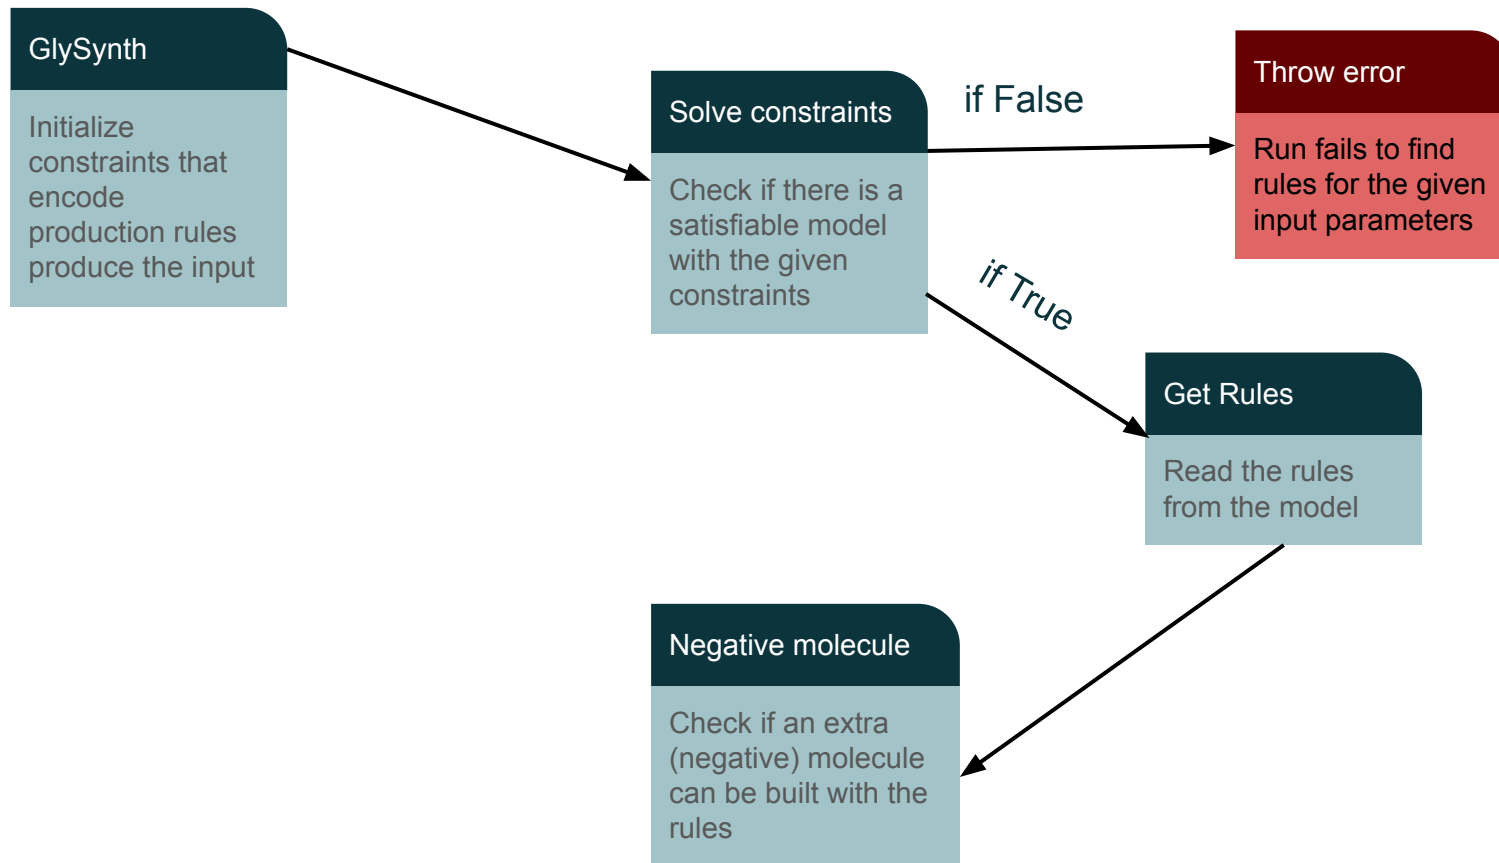 GlySynth
Initialize
constraints that
encode
production rules
produce the input
Solve constraints
Check if there is a
satisfiable model
with the given
constraints
if False
Throw error
Run fails to find
rules for the given
input parameters
if True
Get Rules
Read the rules
from the model
Negative molecule
Check if an extra
(negative) molecule
can be built with the
rules